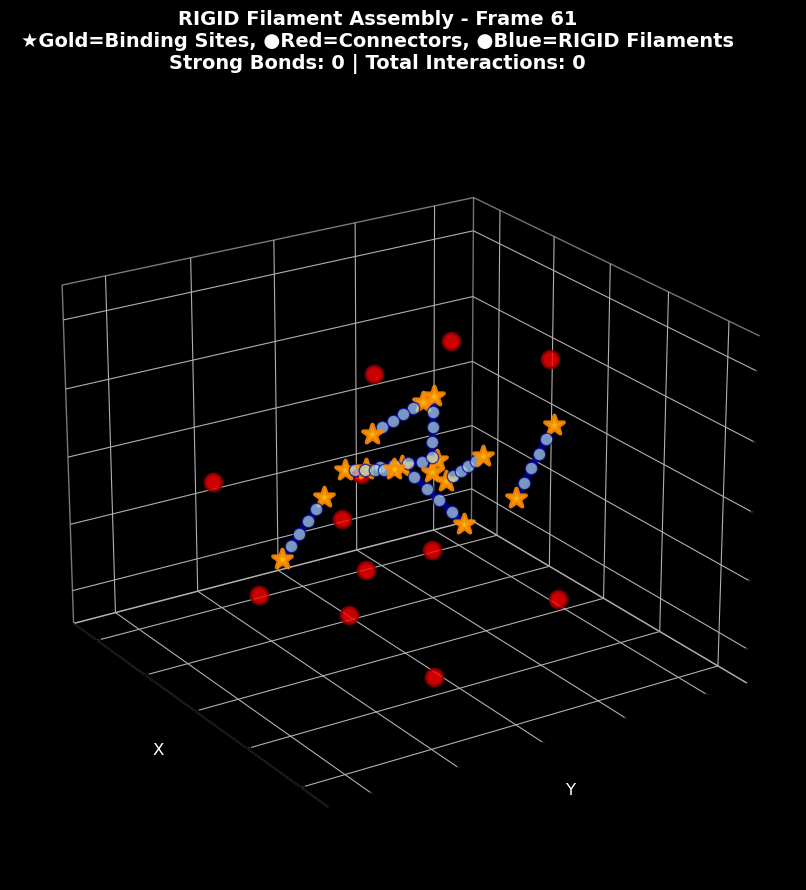 RIGID Filament Assembly - Frame 61
★Gold=Binding Sites, ●Red=Connectors, ●Blue=RIGID Filaments
Strong Bonds: 0 | Total Interactions: 0
X
Y